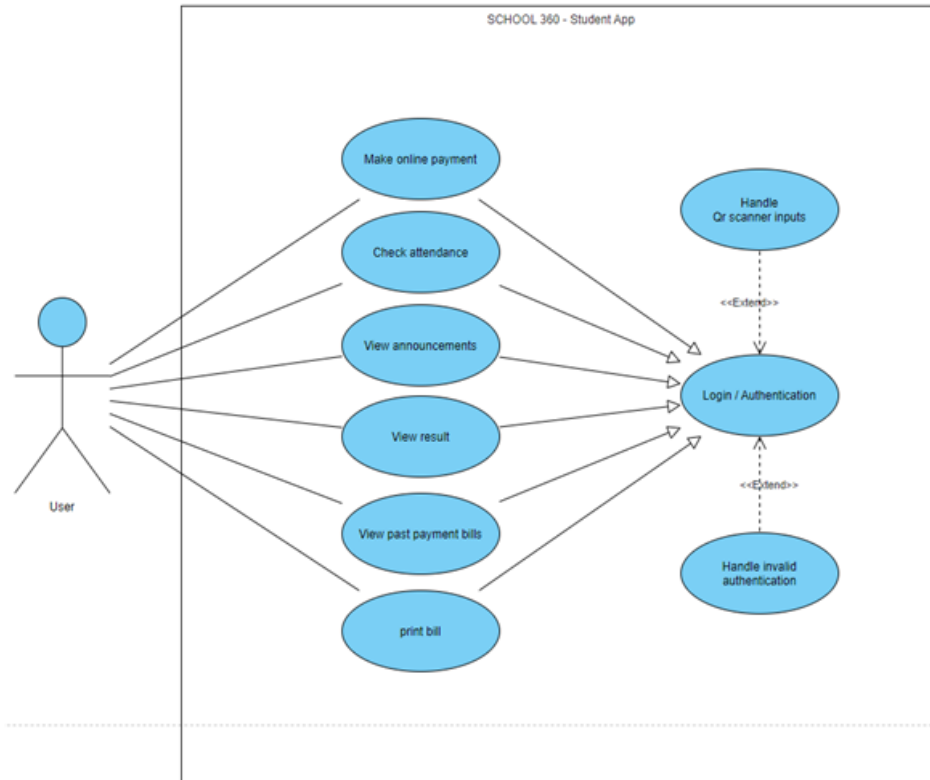 SCHOOL 360 - Student App
Make online payment
Handle
Qr scanner inputs
Check attendance
<<Extend>>
View announcements
Login / Authentication
View result
<<Extend>>
User
View past payment bills
Handle invalid
authentication
print bill